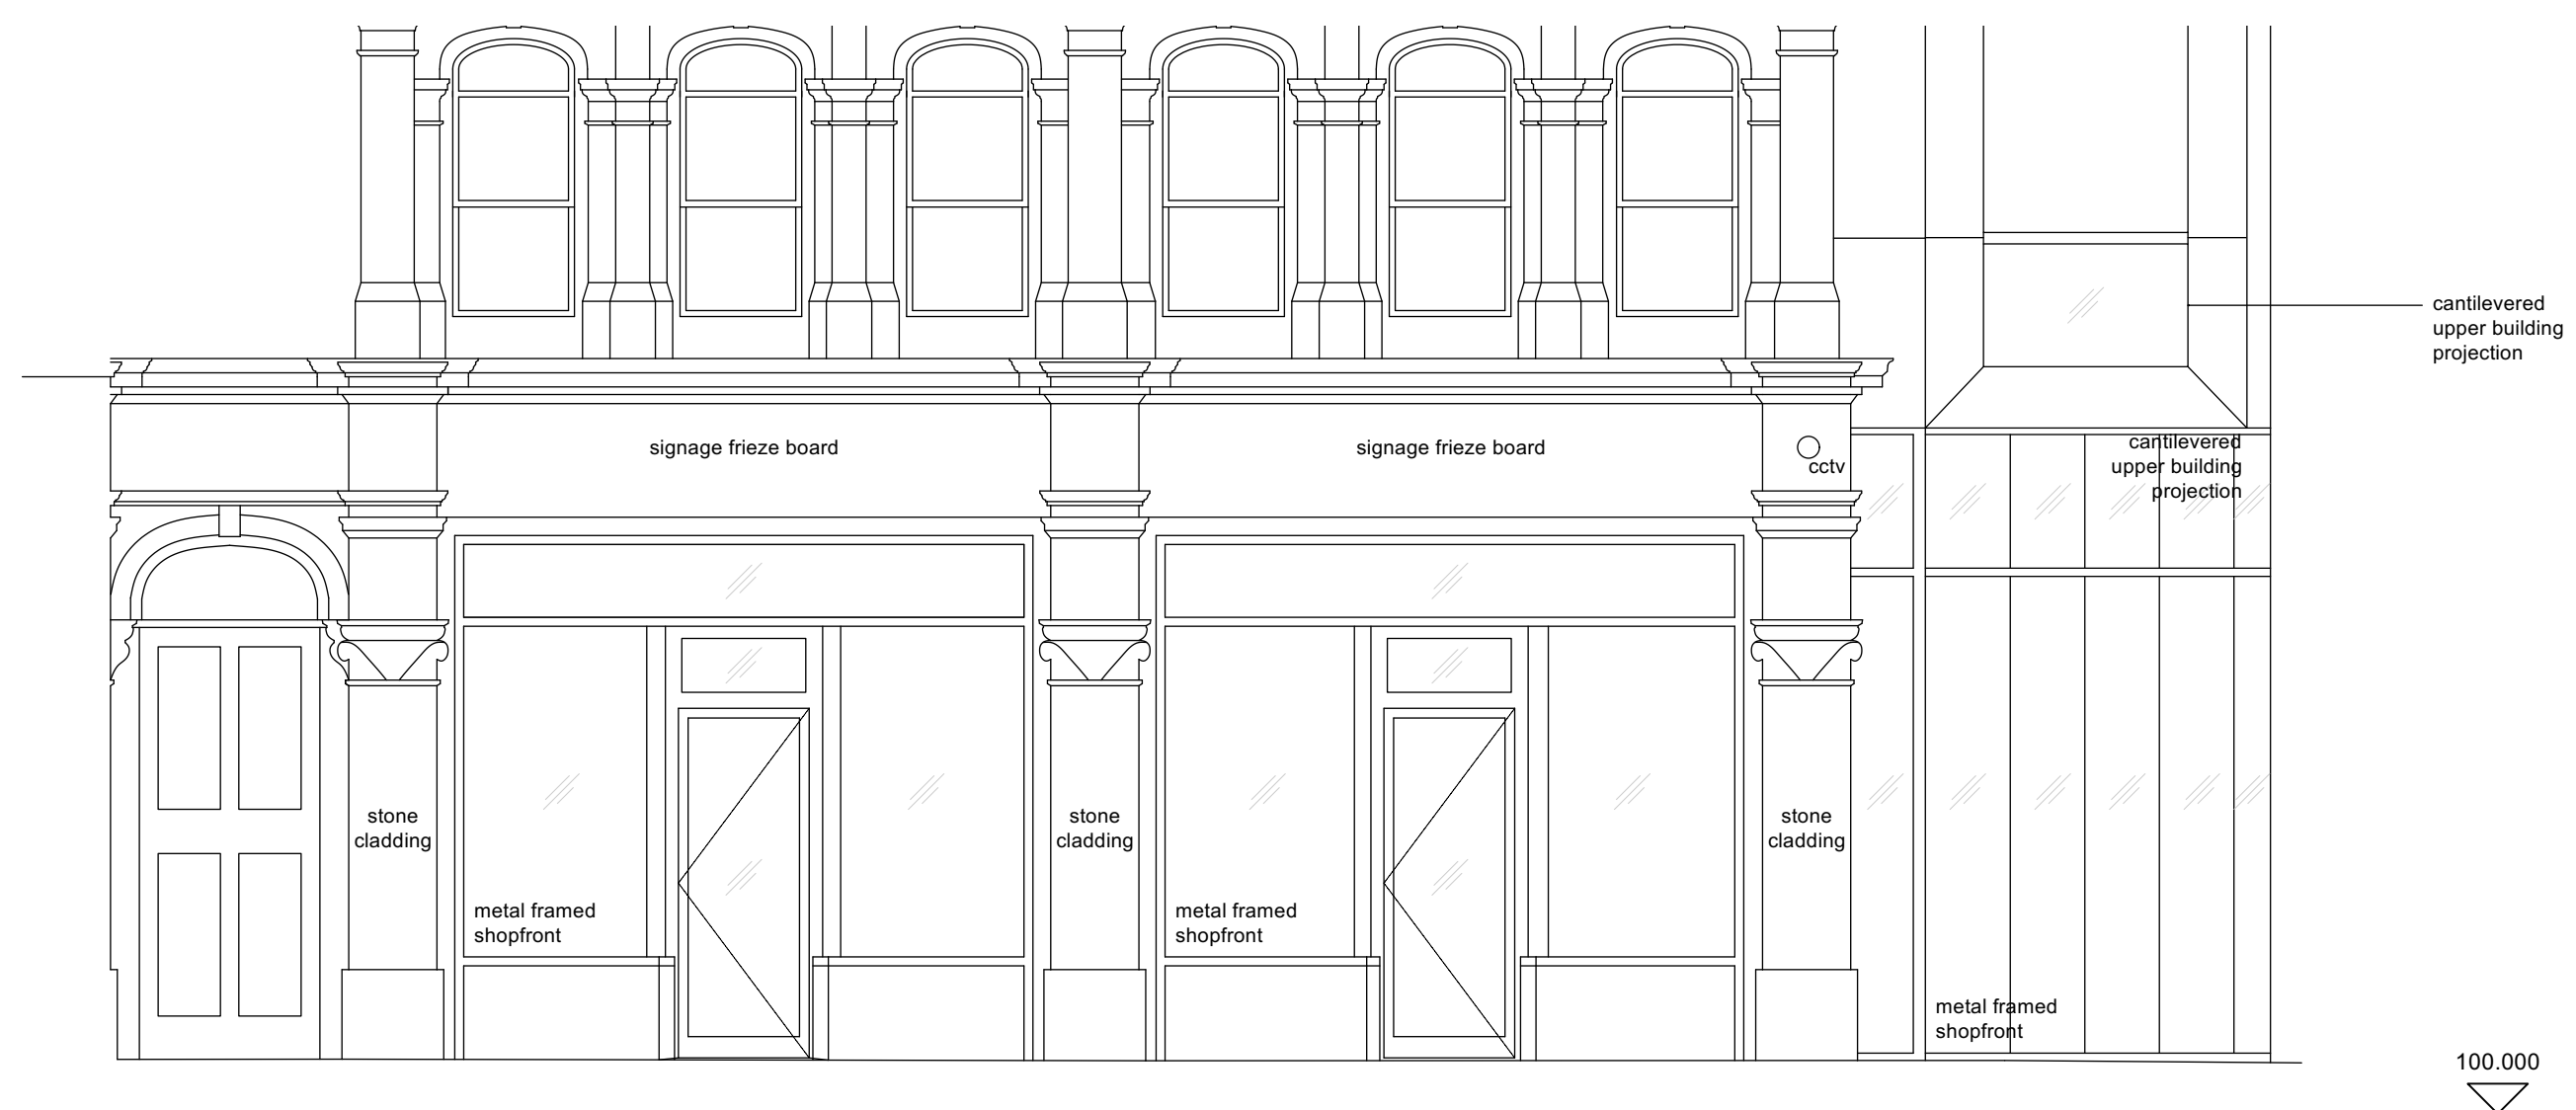 cantilevered
upper building
projection
signage frieze board
signage frieze board
cctv
cantilevered
upper building
projection
stone
cladding
stone
cladding
stone
cladding
metal framed
shopfront
metal framed
shopfront
metal framed
shopfront
100.000